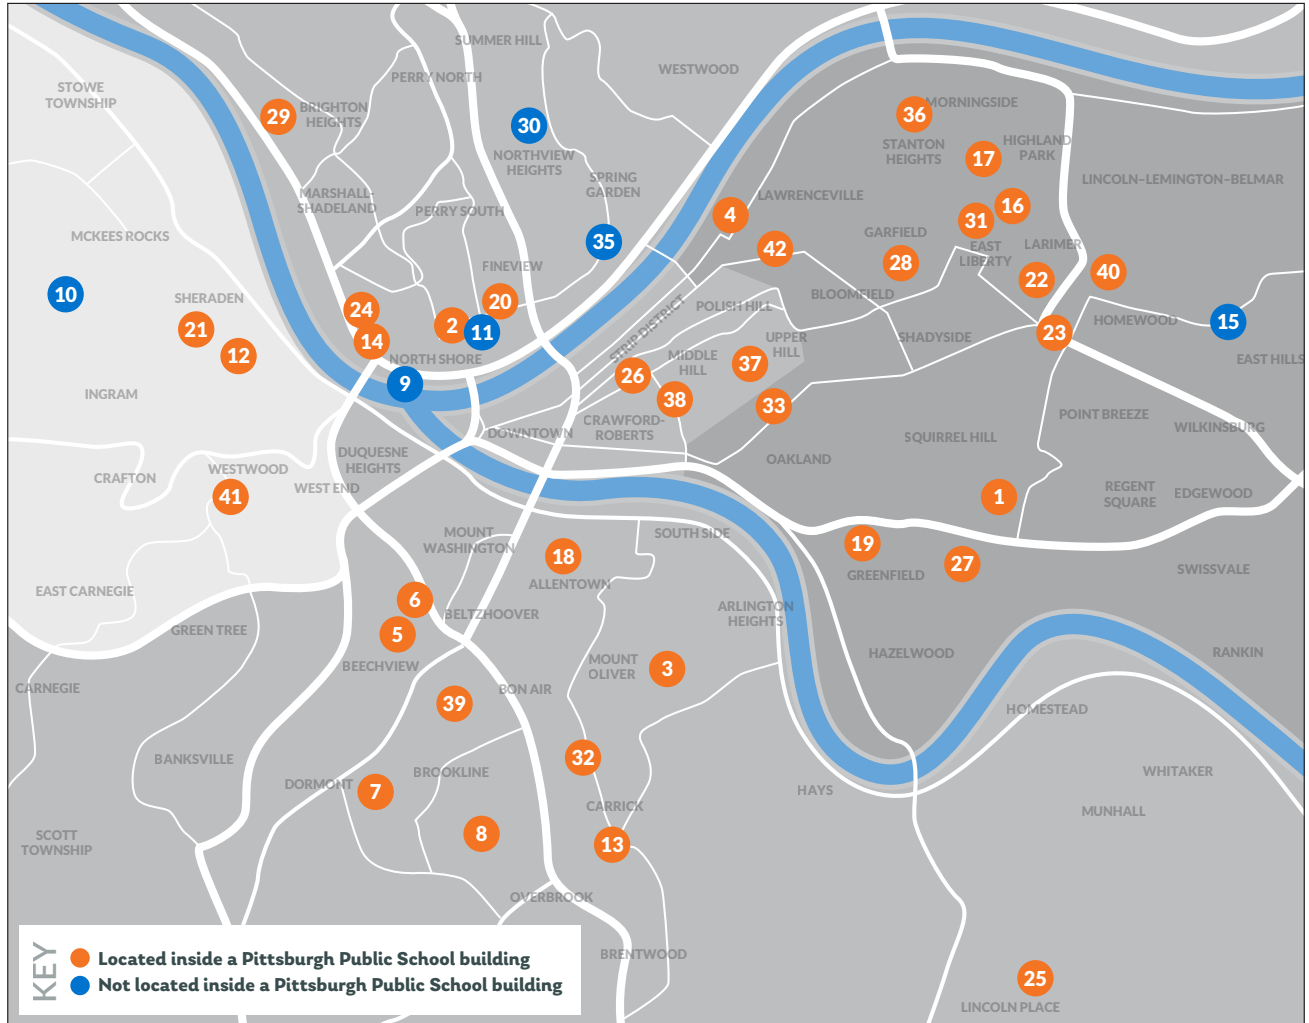 SUMMER HILL
PERRY NORTH
WESTWOOD
STOWE
TOWNSHIP
29
BRIGHTON
HEIGHTS
30
NORTHVIEW
HEIGHTS
36
MORNINGSIDE
STANTON
HEIGHTS
17
HIGHLAND
PARK
SPRING
GARDEN
LINCOLN–LEMINGTON–BELMAR
MARSHALL-
SHADELAND
PERRY SOUTH
4
LAWRENCEVILLE
16
31
MCKEES ROCKS
35
42
GARFIELD
28
EAST
LIBERTY
LARIMER
22
40
FINEVIEW
10
SHERADEN
21
12
24
14
2
11
20
NORTH SHORE
9
STRIP DISTRICT
POLISH HILL
BLOOMFIELD
SHADYSIDE
23
HOMEWOOD
15
EAST HILLS
UPPER
HILL
MIDDLE
HILL
37
26
38
33
INGRAM
CRAWFORD-
ROBERTS
DOWNTOWN
POINT BREEZE
WILKINSBURG
SQUIRREL HILL
OAKLAND
DUQUESNE
HEIGHTS
WESTWOOD
CRAFTON
41
WEST END
1
REGENT
SQUARE
EDGEWOOD
MOUNT
WASHINGTON
SOUTH SIDE
18
ALLENTOWN
19
GREENFIELD
27
SWISSVALE
EAST CARNEGIE
6
5
BEECHVIEW
BELTZHOOVER
ARLINGTON
HEIGHTS
GREEN TREE
HAZELWOOD
RANKIN
MOUNT
OLIVER
3
CARNEGIE
39
BON AIR
HOMESTEAD
BANKSVILLE
32
DORMONT
7
BROOKLINE
WHITAKER
HAYS
CARRICK
MUNHALL
8
13
SCOTT
TOWNSHIP
OVERBROOK
BRENTWOOD
25
LINCOLN PLACE
KEY
Located inside a Pittsburgh Public School building
Not located inside a Pittsburgh Public School building